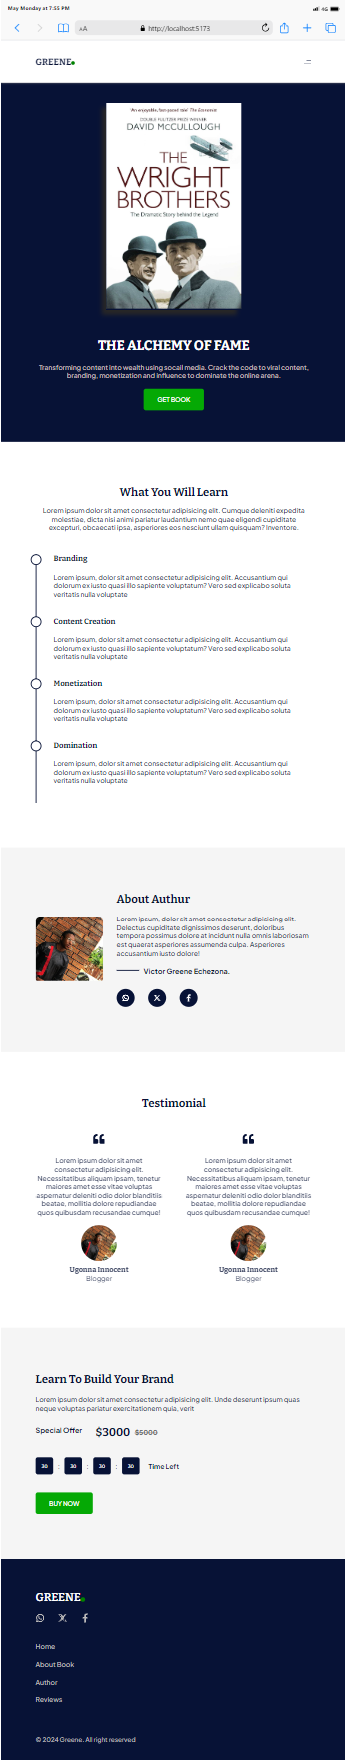 May Monday at 7:55 PM
4G
AA
http://localhost:5173
GREENE
'An enjoyable, fast-paced tale' The Economist
DOUBLE PULITZER PRIZE WINNER
DAVID McCULLOUGH
THE
WRIGHT
BROTHERS
The Dramatic Story behind the Legend
THE ALCHEMY OF FAME
Transforming content into wealth using socail media. Crack the code to viral content,
branding, monetization and influence to dominate the online arena.
GET BOOK
What You Will Learn
Lorem ipsum dolor sit amet consectetur adipisicing elit. Cumque deleniti expedita
molestiae, dicta nisi animi pariatur laudantium nemo quae eligendi cupiditate
excepturi, obcaecati ipsa, asperiores eos nesciunt ullam quisquam? Inventore.
Branding
Lorem ipsum, dolor sit amet consectetur adipisicing elit. Accusantium qui
dolorum ex iusto quasi illo sapiente voluptatum? Vero sed explicabo soluta
veritatis nulla voluptate
Content Creation
Lorem ipsum, dolor sit amet consectetur adipisicing elit. Accusantium qui
dolorum ex iusto quasi illo sapiente voluptatum? Vero sed explicabo soluta
veritatis nulla voluptate
Monetization
Lorem ipsum, dolor sit amet consectetur adipisicing elit. Accusantium qui
dolorum ex iusto quasi illo sapiente voluptatum? Vero sed explicabo soluta
veritatis nulla voluptate
Domination
Lorem ipsum, dolor sit amet consectetur adipisicing elit. Accusantium qui
dolorum ex iusto quasi illo sapiente voluptatum? Vero sed explicabo soluta
veritatis nulla voluptate
About Authur
Lorem ipsum, dolor sit amet consectetur adipisicing elit.
Delectus cupiditate dignissimos deserunt, doloribus
tempora possimus dolore at incidunt nulla omnis laboriosam
est quaerat asperiores assumenda culpa. Asperiores
accusantium iusto dolore!
Victor Greene Echezona.
Testimonial
Lorem ipsum dolor sit amet
consectetur adipisicing elit.
Necessitatibus aliquam ipsam, tenetur
maiores amet esse vitae voluptas
aspernatur deleniti odio dolor blanditiis
beatae, mollitia dolore repudiandae
quos quibusdam recusandae cumque!
Ugonna Innocent
Blogger
Lorem ipsum dolor sit amet
consectetur adipisicing elit.
Necessitatibus aliquam ipsam, tenetur
maiores amet esse vitae voluptas
aspernatur deleniti odio dolor blanditiis
beatae, mollitia dolore repudiandae
quos quibusdam recusandae cumque!
Ugonna Innocent
Blogger
Learn To Build Your Brand
Lorem ipsum dolor sit amet consectetur adipisicing elit. Unde deserunt ipsum quas
neque voluptas pariatur exercitationem quia, verit
Special Offer $3000 $5000
30 : 30 : 30 : 30 Time Left
BUY NOW
GREENE
Home
About Book
Author
Reviews
© 2024 Greene. All right reserved